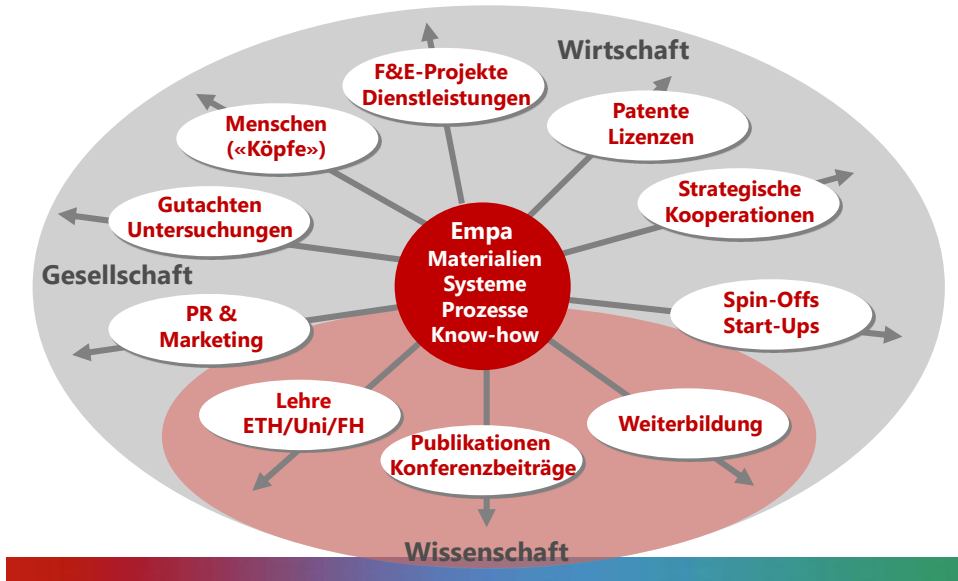 Wirtschaft
F&E-Projekte
Dienstleistungen
Patente
Lizenzen
Menschen
(«Köpfe»)
Strategische
Kooperationen
Gutachten
Untersuchungen
Empa
Materialien
Systeme
Prozesse
Know-how
Gesellschaft
PR &
Marketing
Spin-Offs
Start-Ups
Lehre
ETH/Uni/FH
Publikationen
Konferenzbeiträge
Weiterbildung
Wissenschaft